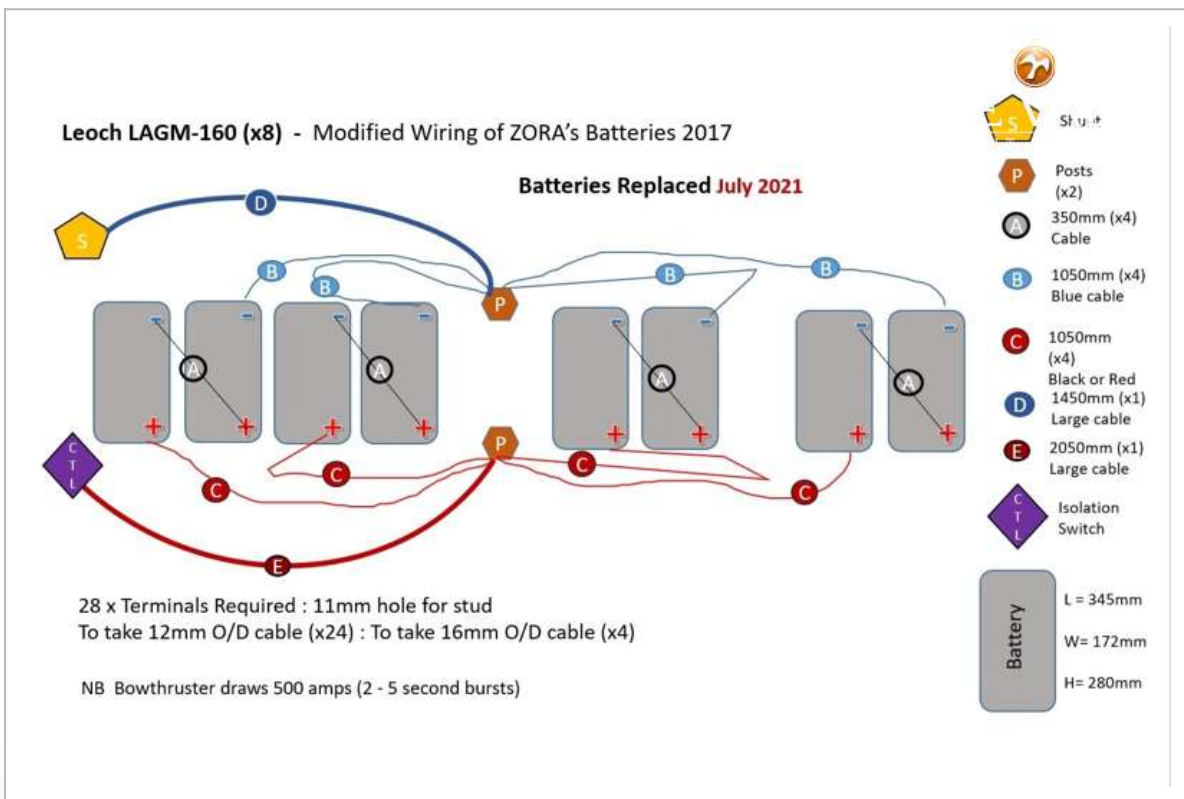 Leoch LAGM-160 (x8) - Modified Wiring of ZORA's Batteries 2017
Batteries Replaced July 2021
D
S
B
B
B
B
P
- - - - - - - -
A
A
A
A
+ + + + + + + +
P
C
T
L
C
C
C
C
E
28 x Terminals Required : 11mm hole for stud
To take 12mm O/D cable (x24) : To take 16mm O/D cable (x4)
NB Bowthruster draws 500 amps (2 - 5 second bursts)
S
P
Posts
(x2)
A
350mm (x4)
Cable
B
1050mm (x4)
Blue cable
C
1050mm
(x4)
Black or Red
D
1450mm (x1)
Large cable
E
2050mm (x1)
Large cable
C
T
L
Isolation
Switch
Battery
L = 345mm
W= 172mm
H= 280mm